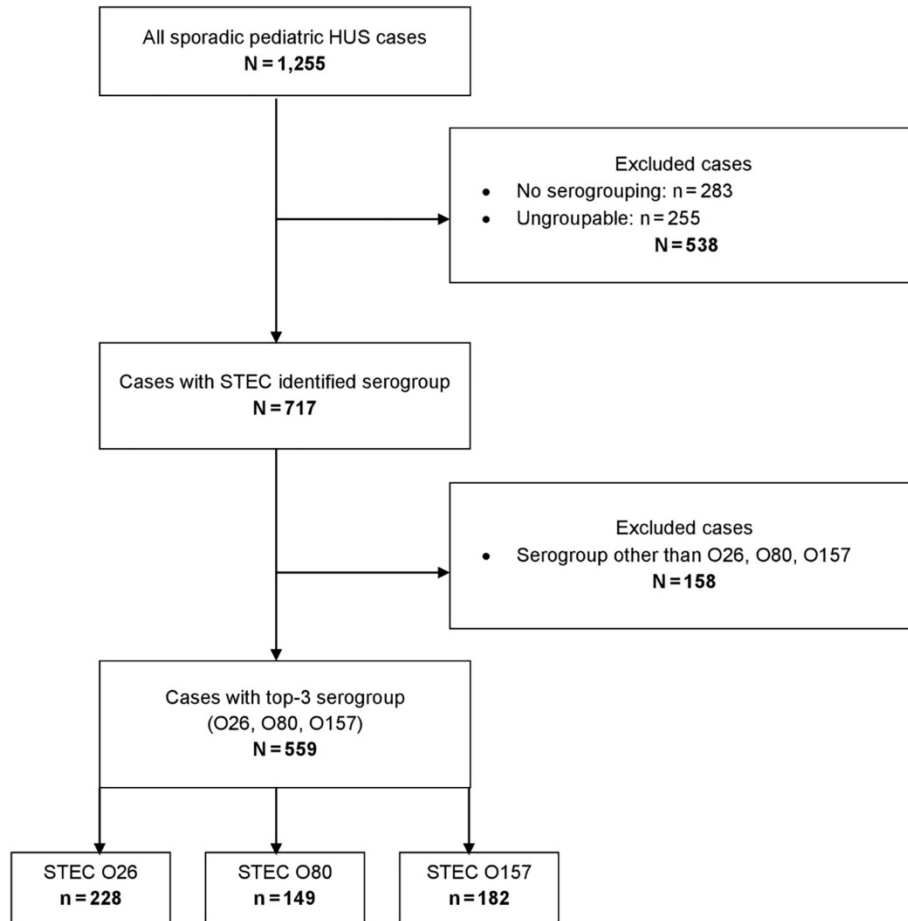 All sporadic pediatric HUS cases
N = 1,255
Excluded cases
• No serogrouping: n = 283
• Ungroupable: n = 255
N = 538
Cases with STEC identified serogroup
N = 717
Excluded cases
• Serogroup other than O26, O80, O157
N = 158
Cases with top-3 serogroup
(O26, O80, O157)
N = 559
STEC O26
n = 228
STEC O80
n = 149
STEC O157
n = 182